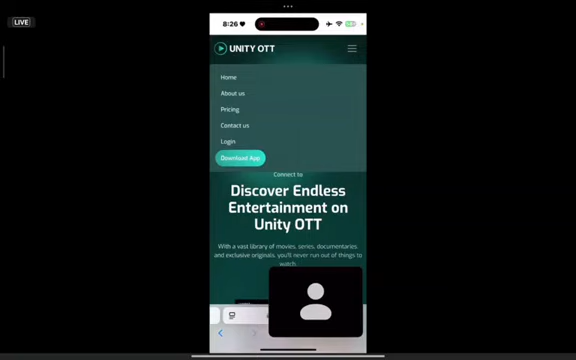 LIVE
8:26
UNITY OTT
Home
About us
Pricing
Contact us
Login
Download App
Connect to
Discover Endless
Entertainment on
Unity OTT
With a vast library of movies, series, documentaries,
and exclusive originals, you'll never run out of things to
watch.